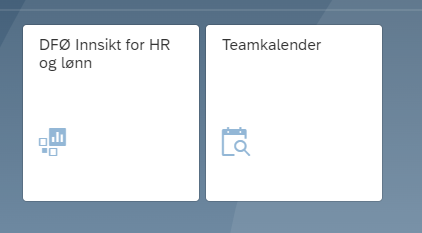 DFØ Innsikt for HR
og lønn
Teamkalender